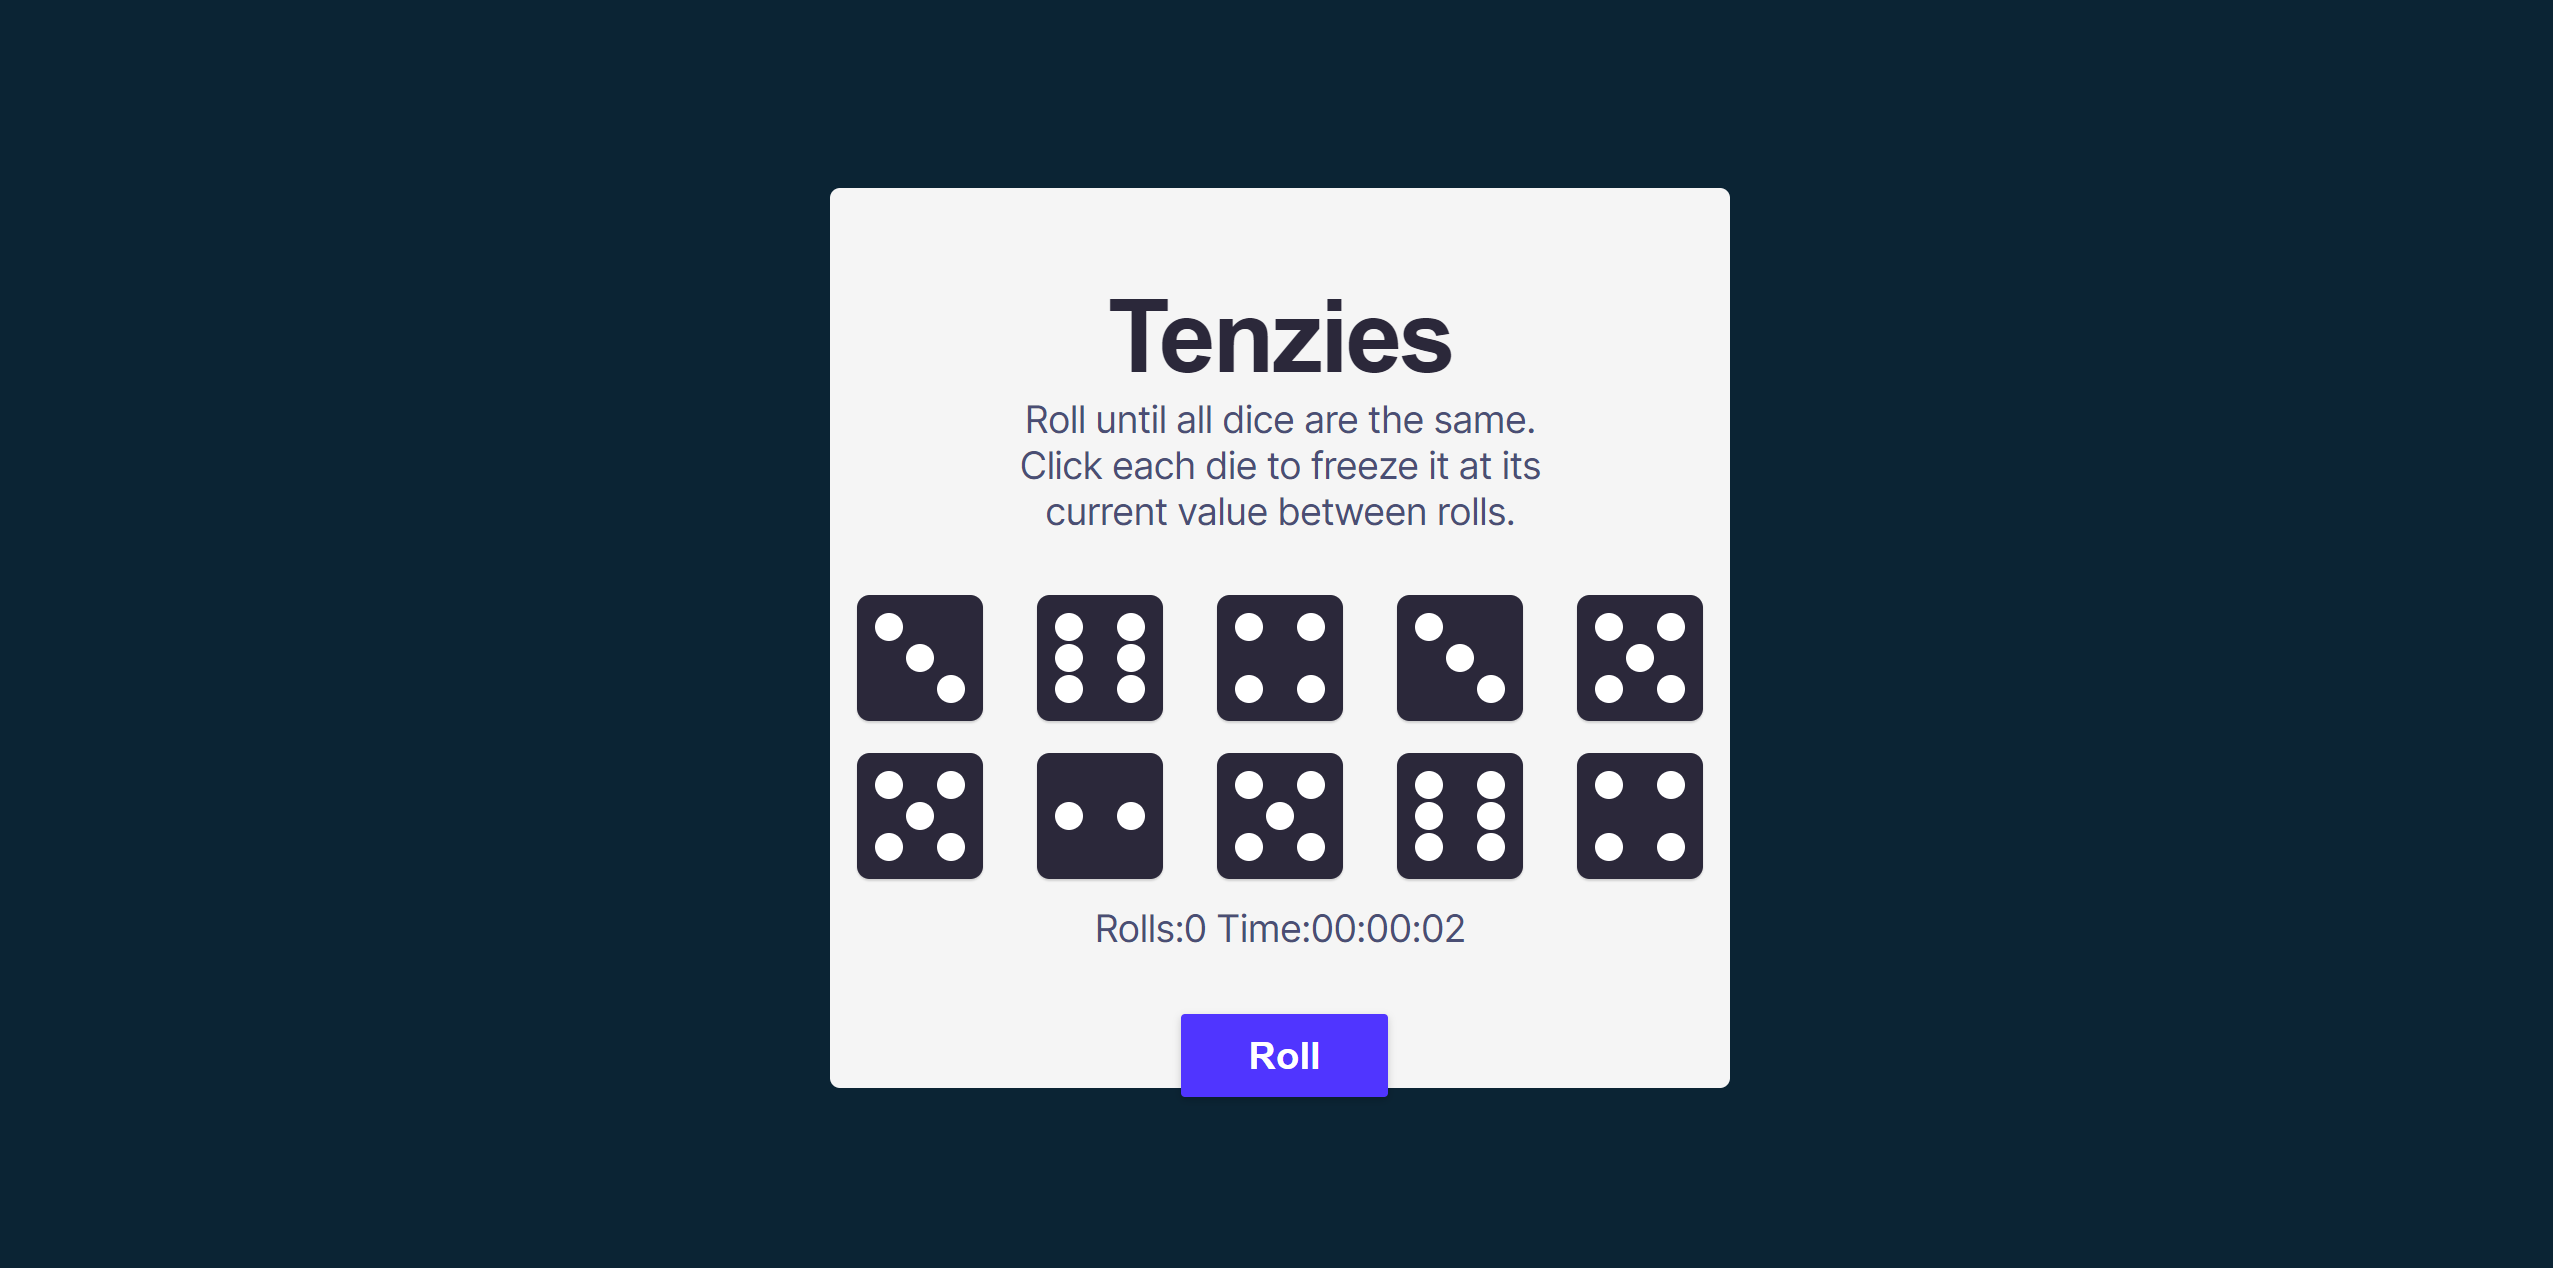 Tenzies
Roll until all dice are the same.
Click each die to freeze it at its
current value between rolls.
Rolls:0 Time:00:00:02
Roll